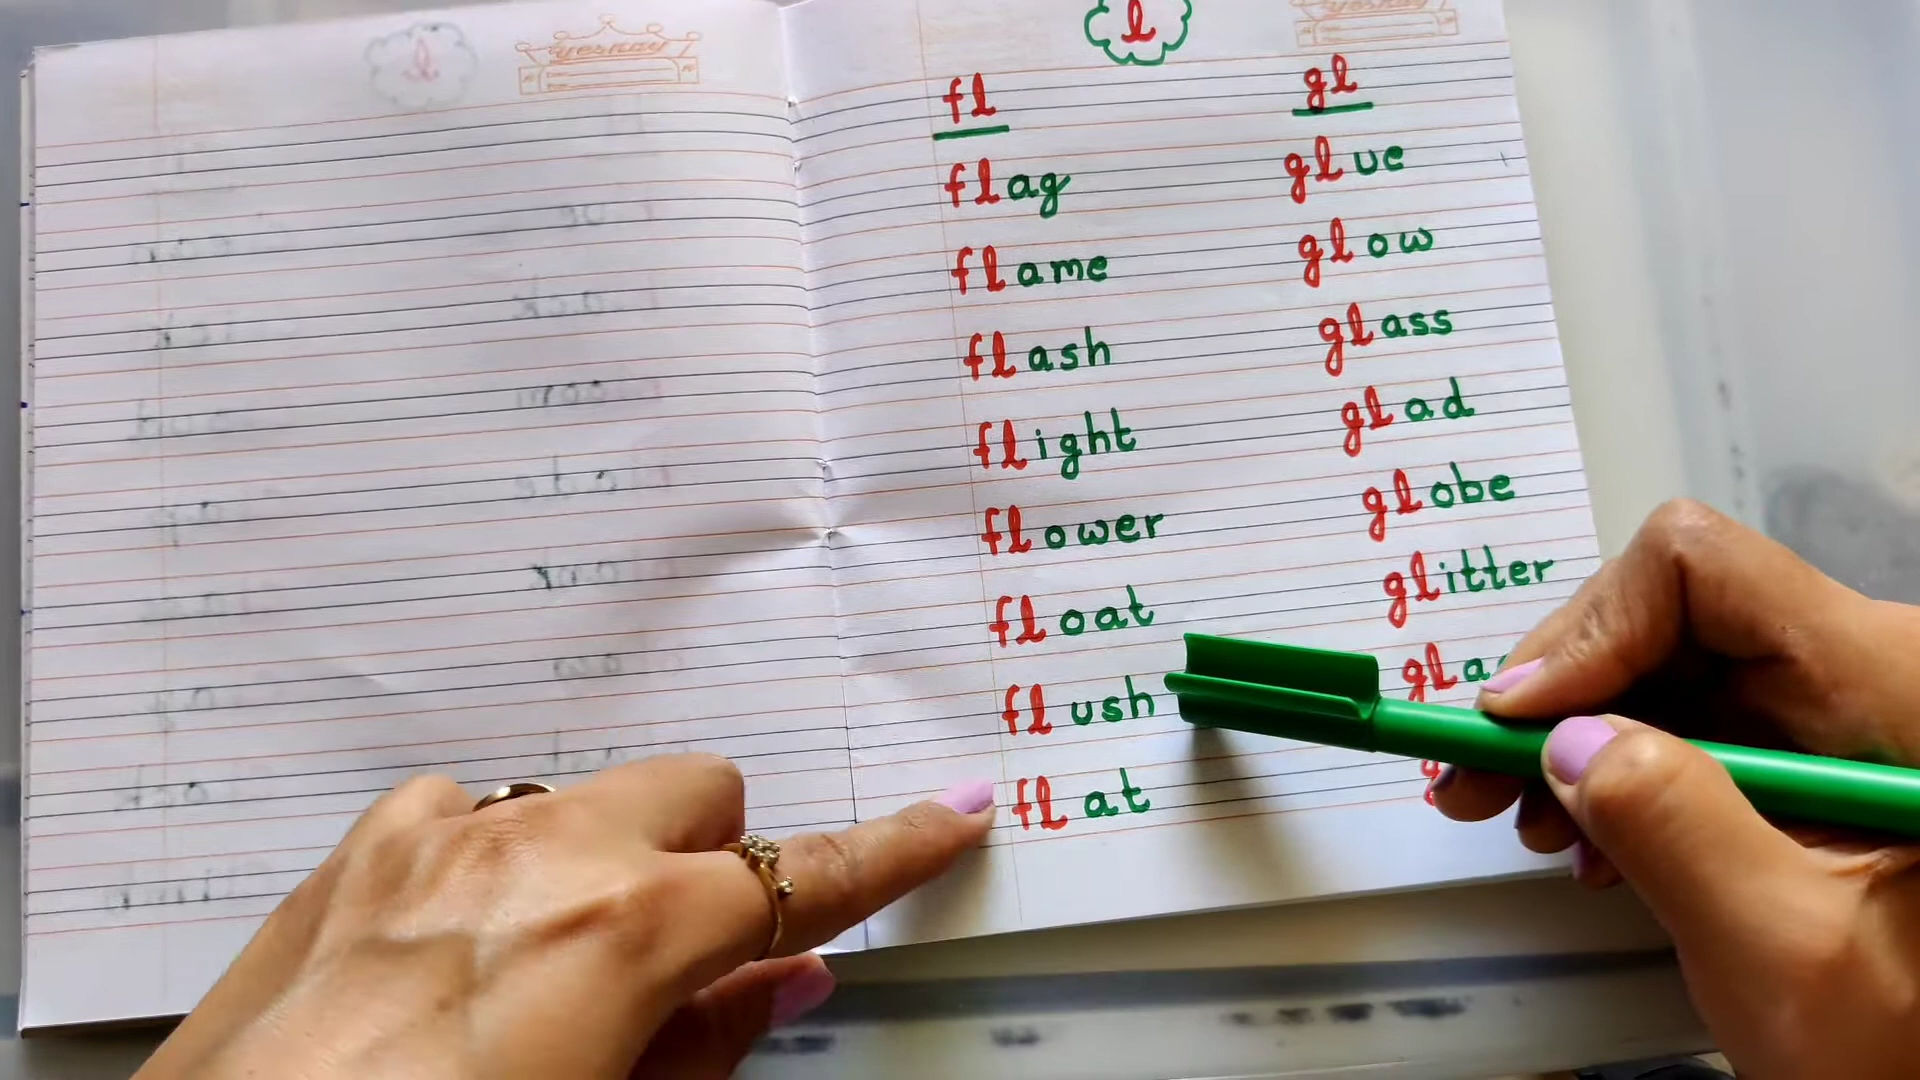 l
fl gl
flag glue
flame glow
flash glass
flight glad
flower globe
float glitter
flush
flat